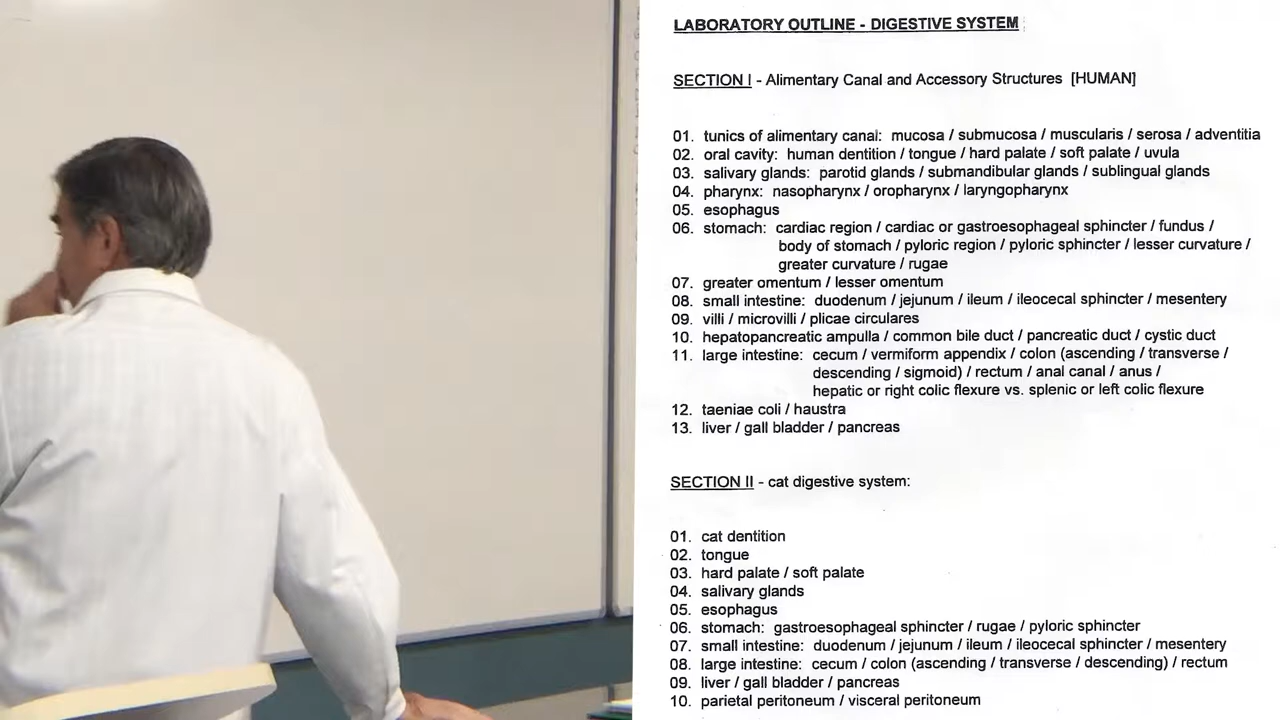 LABORATORY OUTLINE - DIGESTIVE SYSTEM
SECTION I - Alimentary Canal and Accessory Structures [HUMAN]
01. tunics of alimentary canal: mucosa / submucosa / muscularis / serosa / adventitia
02. oral cavity: human dentition / tongue / hard palate / soft palate / uvula
03. salivary glands: parotid glands / submandibular glands / sublingual glands
04. pharynx: nasopharynx / oropharynx / laryngopharynx
05. esophagus
06. stomach: cardiac region / cardiac or gastroesophageal sphincter / fundus /
body of stomach / pyloric region / pyloric sphincter / lesser curvature /
greater curvature / rugae
07. greater omentum / lesser omentum
08. small intestine: duodenum / jejunum / ileum / ileocecal sphincter / mesentery
09. villi / microvilli / plicae circulares
10. hepatopancreatic ampulla / common bile duct / pancreatic duct / cystic duct
11. large intestine: cecum / vermiform appendix / colon (ascending / transverse /
descending / sigmoid) / rectum / anal canal / anus /
hepatic or right colic flexure vs. splenic or left colic flexure
12. taeniae coli / haustra
13. liver / gall bladder / pancreas
SECTION II - cat digestive system:
01. cat dentition
02. tongue
03. hard palate / soft palate
04. salivary glands
05. esophagus
06. stomach: gastroesophageal sphincter / rugae / pyloric sphincter
07. small intestine: duodenum / jejunum / ileum / ileocecal sphincter / mesentery
08. large intestine: cecum / colon (ascending / transverse / descending) / rectum
09. liver / gall bladder / pancreas
10. parietal peritoneum / visceral peritoneum